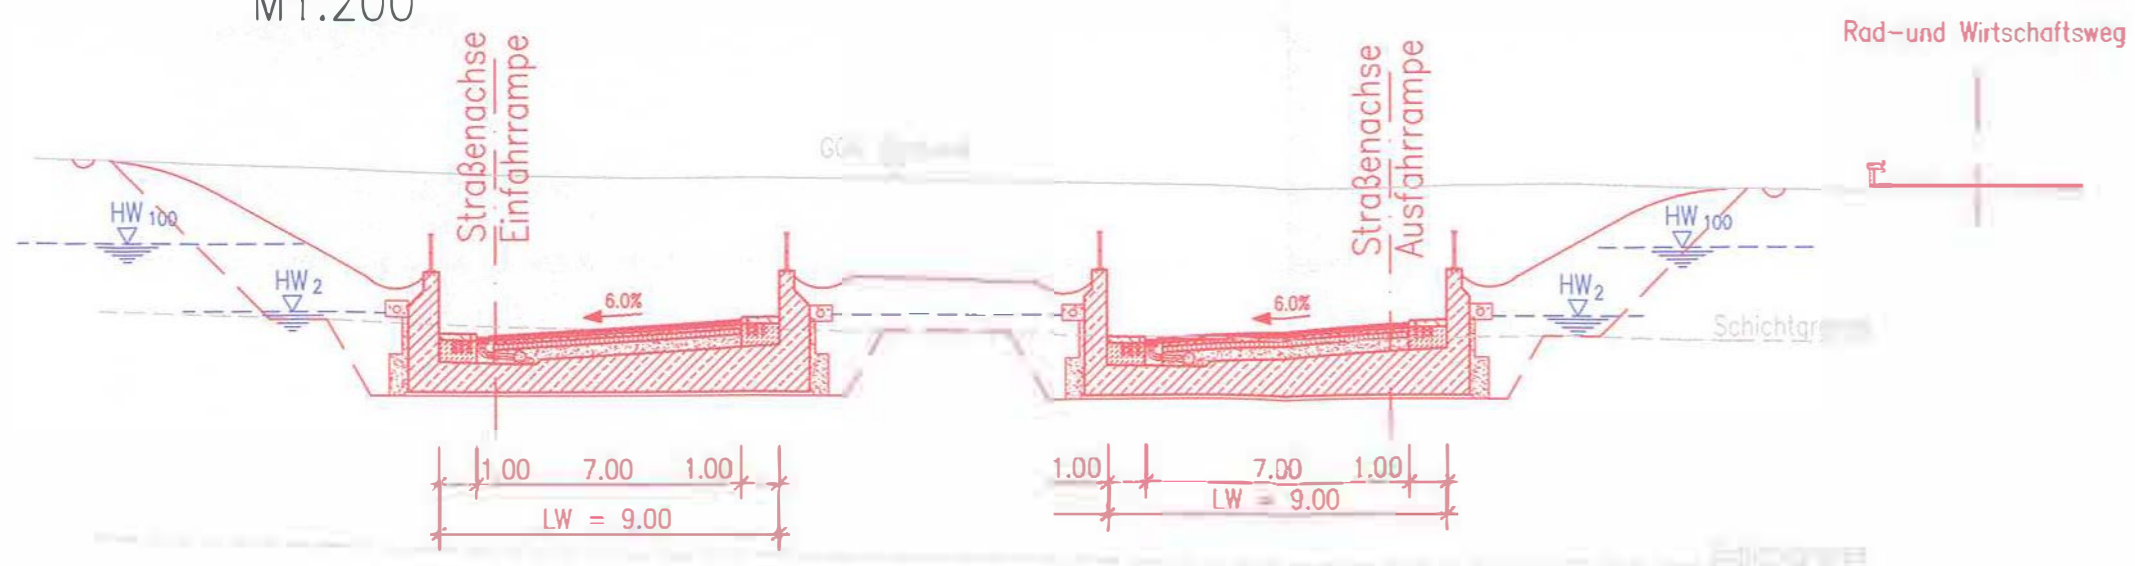 M1:200
Rad-und Wirtschaftsweg
Straßenachse
Einfahrrampe
Straßenachse
Ausfahrrampe
HW 100
HW 2
6.0%
6.0%
HW 100
HW 2
1.00 7.00 1.00
LW = 9.00
1.00 7.00 1.00
LW = 9.00